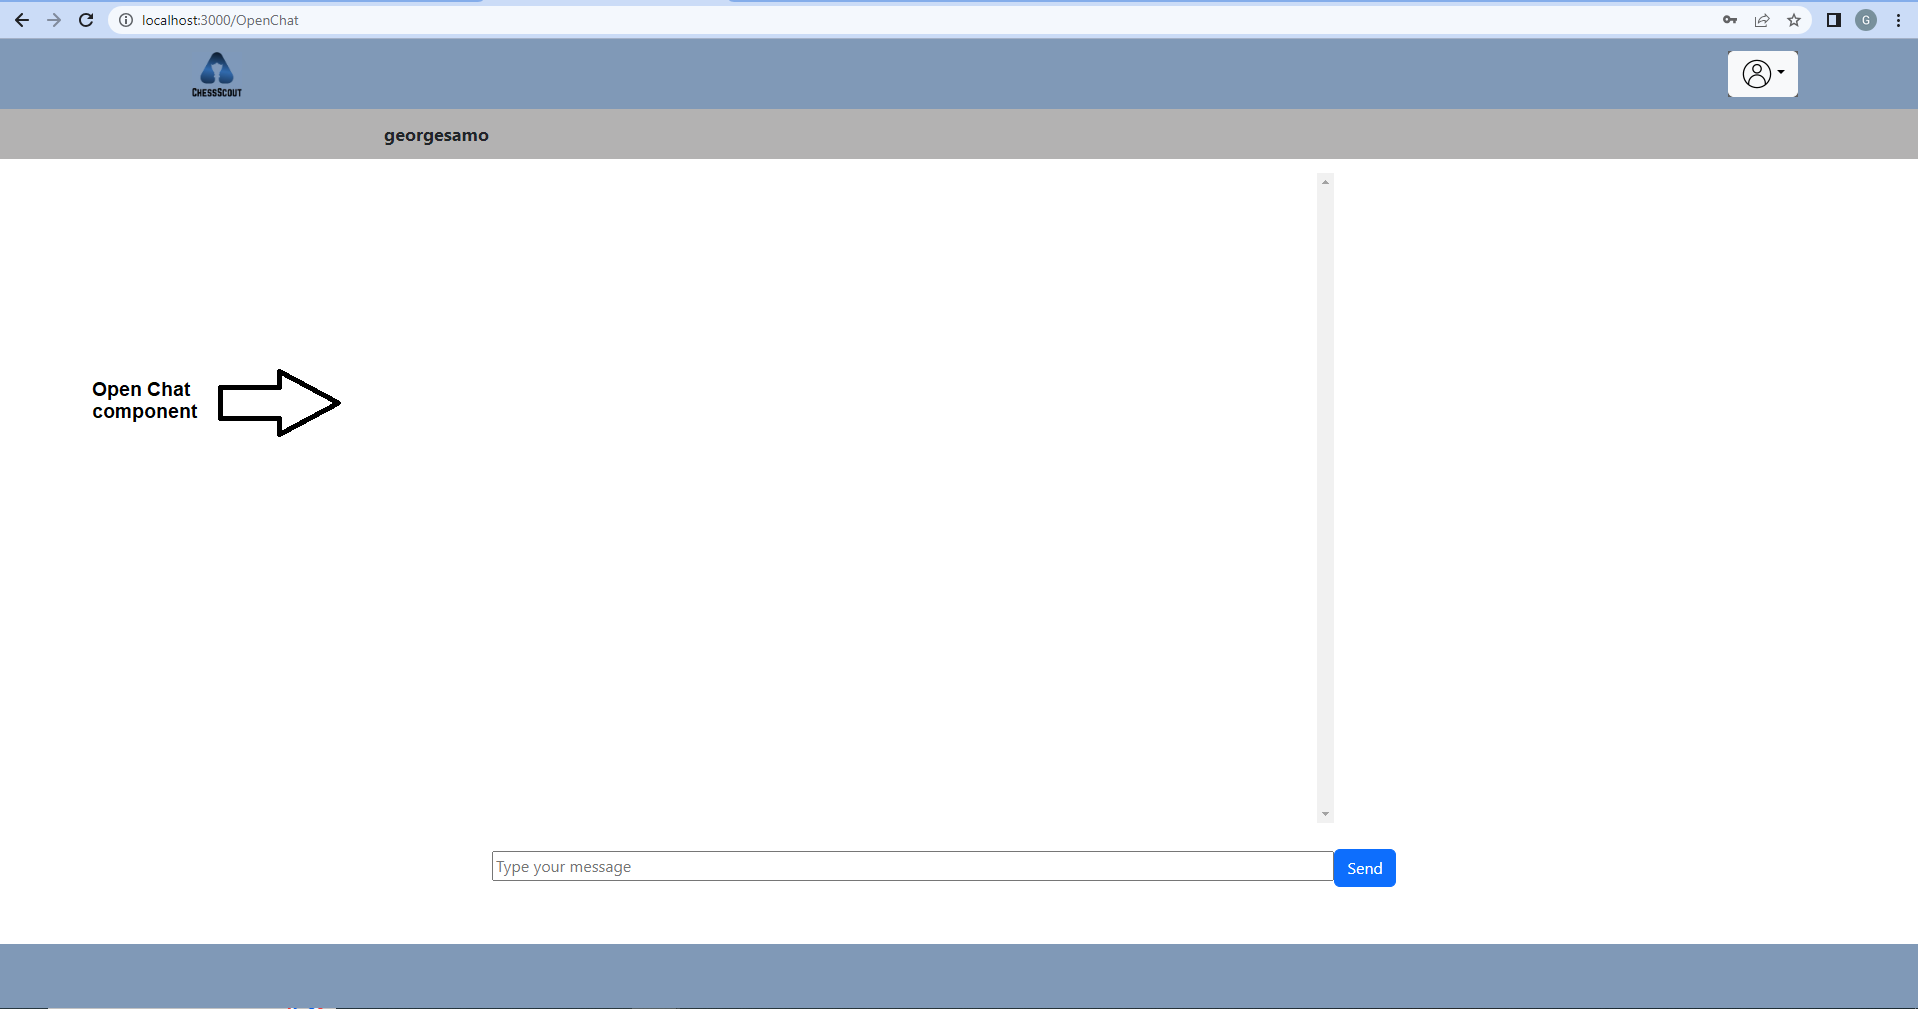 localhost:3000/OpenChat
G
ChessScout
georgesamo
Open Chat
component
Type your message
Send